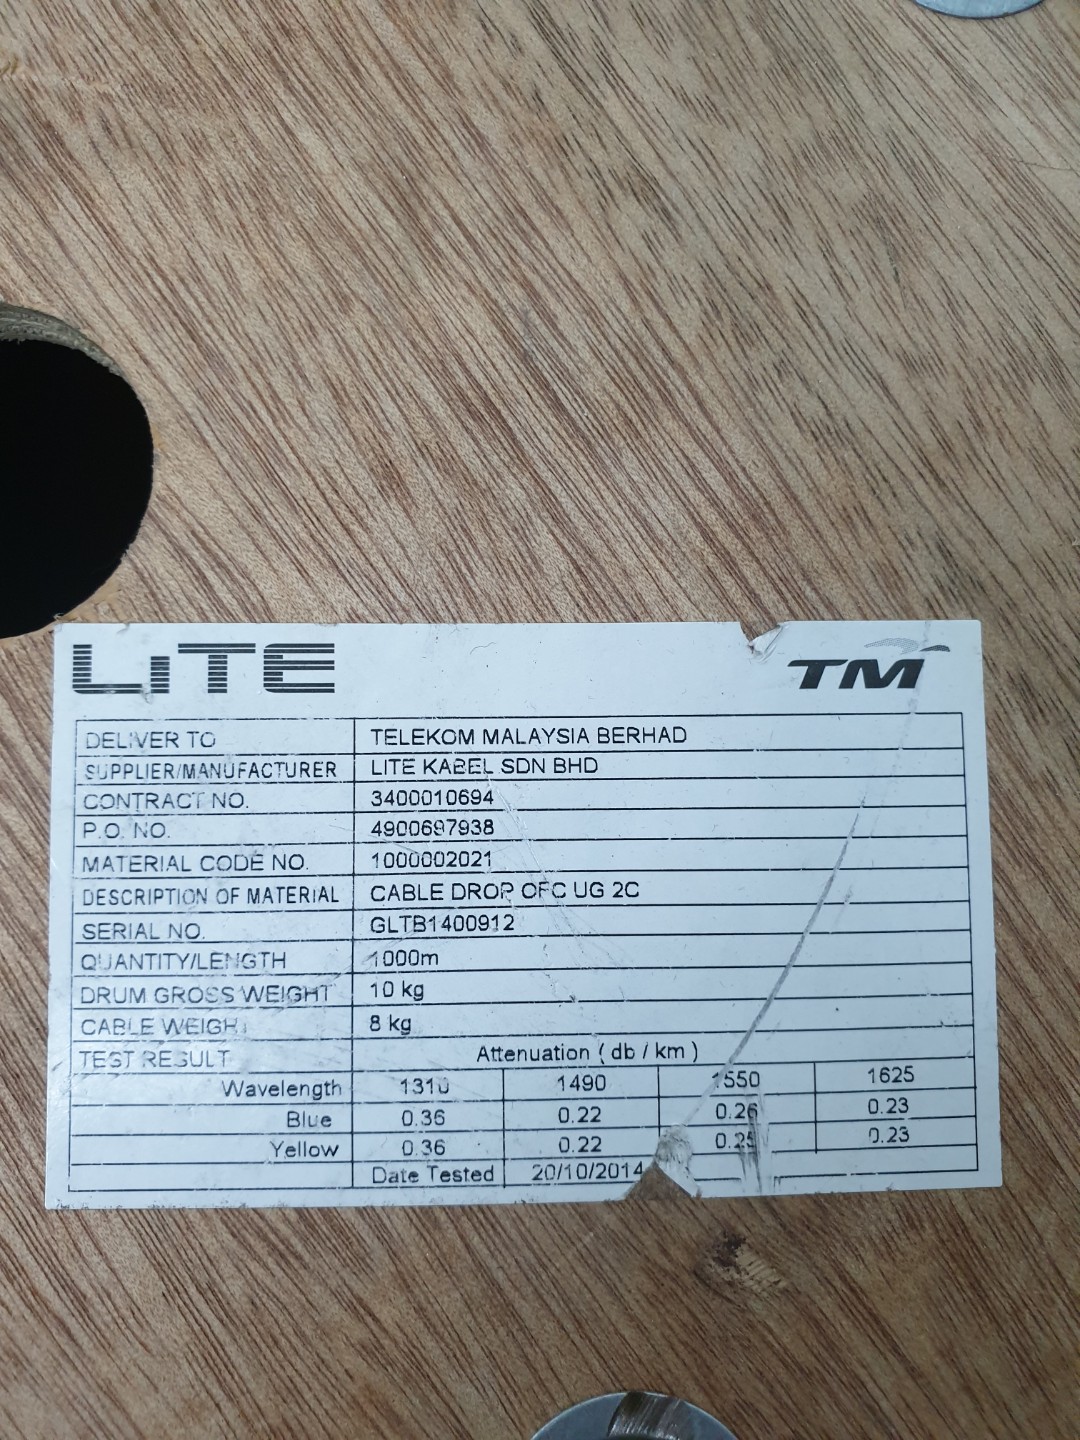 LiTE
TM
DELIVER TO TELEKOM MALAYSIA BERHAD
SUPPLIER/MANUFACTURER LITE KABEL SDN BHD
CONTRACT NO. 3400010694
P.O. NO. 4900697938
MATERIAL CODE NO. 1000002021
DESCRIPTION OF MATERIAL CABLE DROP OFC UG 2C
SERIAL NO. GLTB1400912
QUANTITY/LENGTH 1000m
DRUM GROSS WEIGHT 10 kg
CABLE WEIGHT 8 kg
TEST RESULT Attenuation ( db / km )
Wavelength 1310 1490 1550 1625
Blue 0.36 0.22 0.26 0.23
Yellow 0.36 0.22 0.25 0.23
Date Tested 20/10/2014